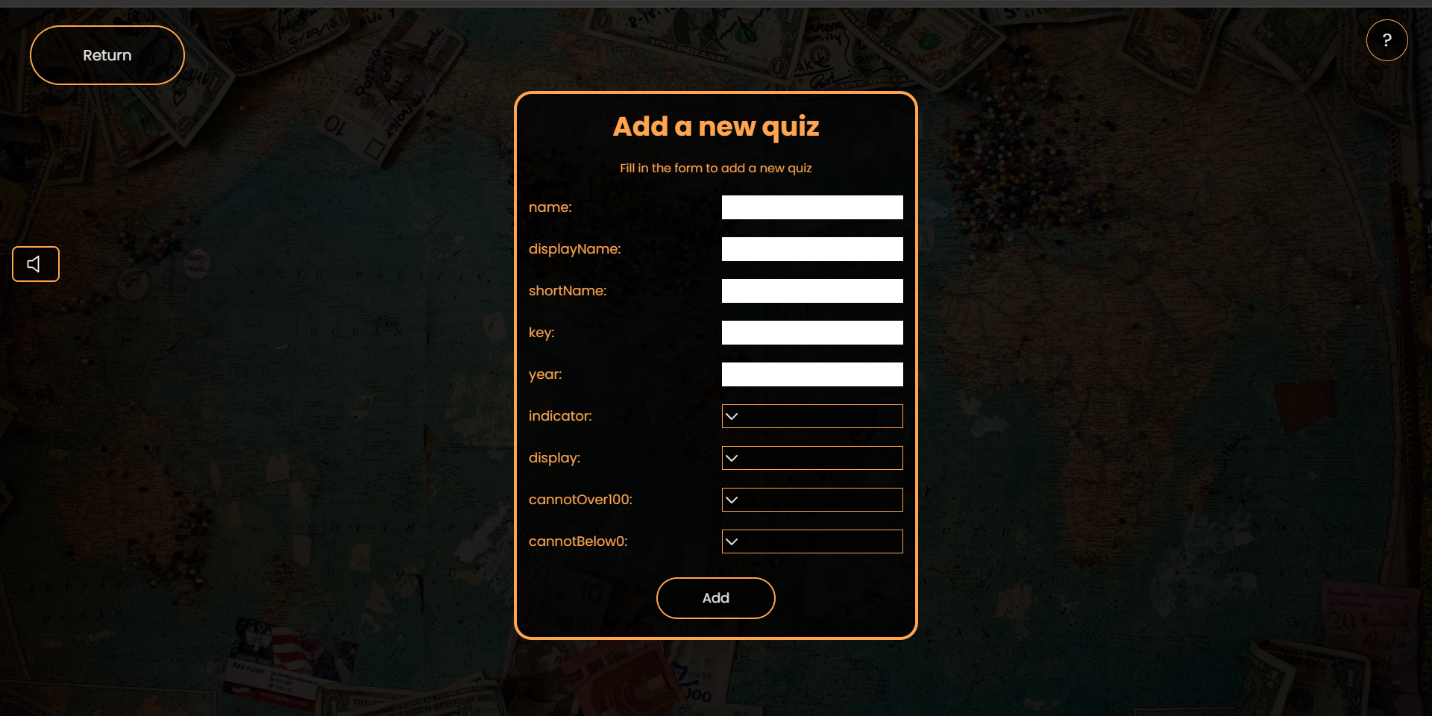 Return
?
Add a new quiz
Fill in the form to add a new quiz
name:
displayName:
shortName:
key:
year:
indicator:
display:
cannotOver100:
cannotBelow0:
Add